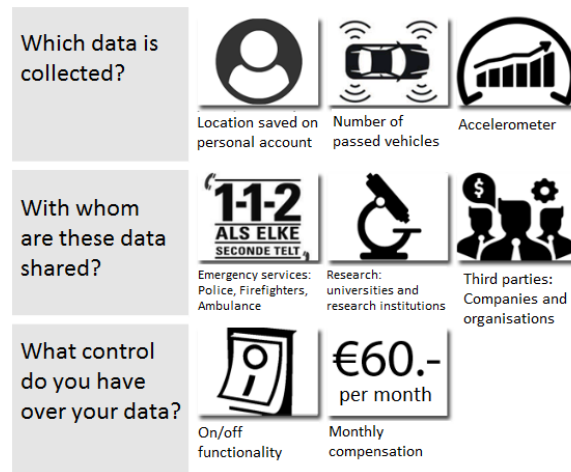 Which data is
collected?
Location saved on
personal account
Number of
passed vehicles
Accelerometer
With whom
are these data
shared?
1-1-2
ALS ELKE
SECONDE TELT
Emergency services:
Police, Firefighters,
Ambulance
Research:
universities and
research institutions
$
Third parties:
Companies and
organisations
What control
do you have
over your data?
On/off
functionality
€60.-
per month
Monthly
compensation